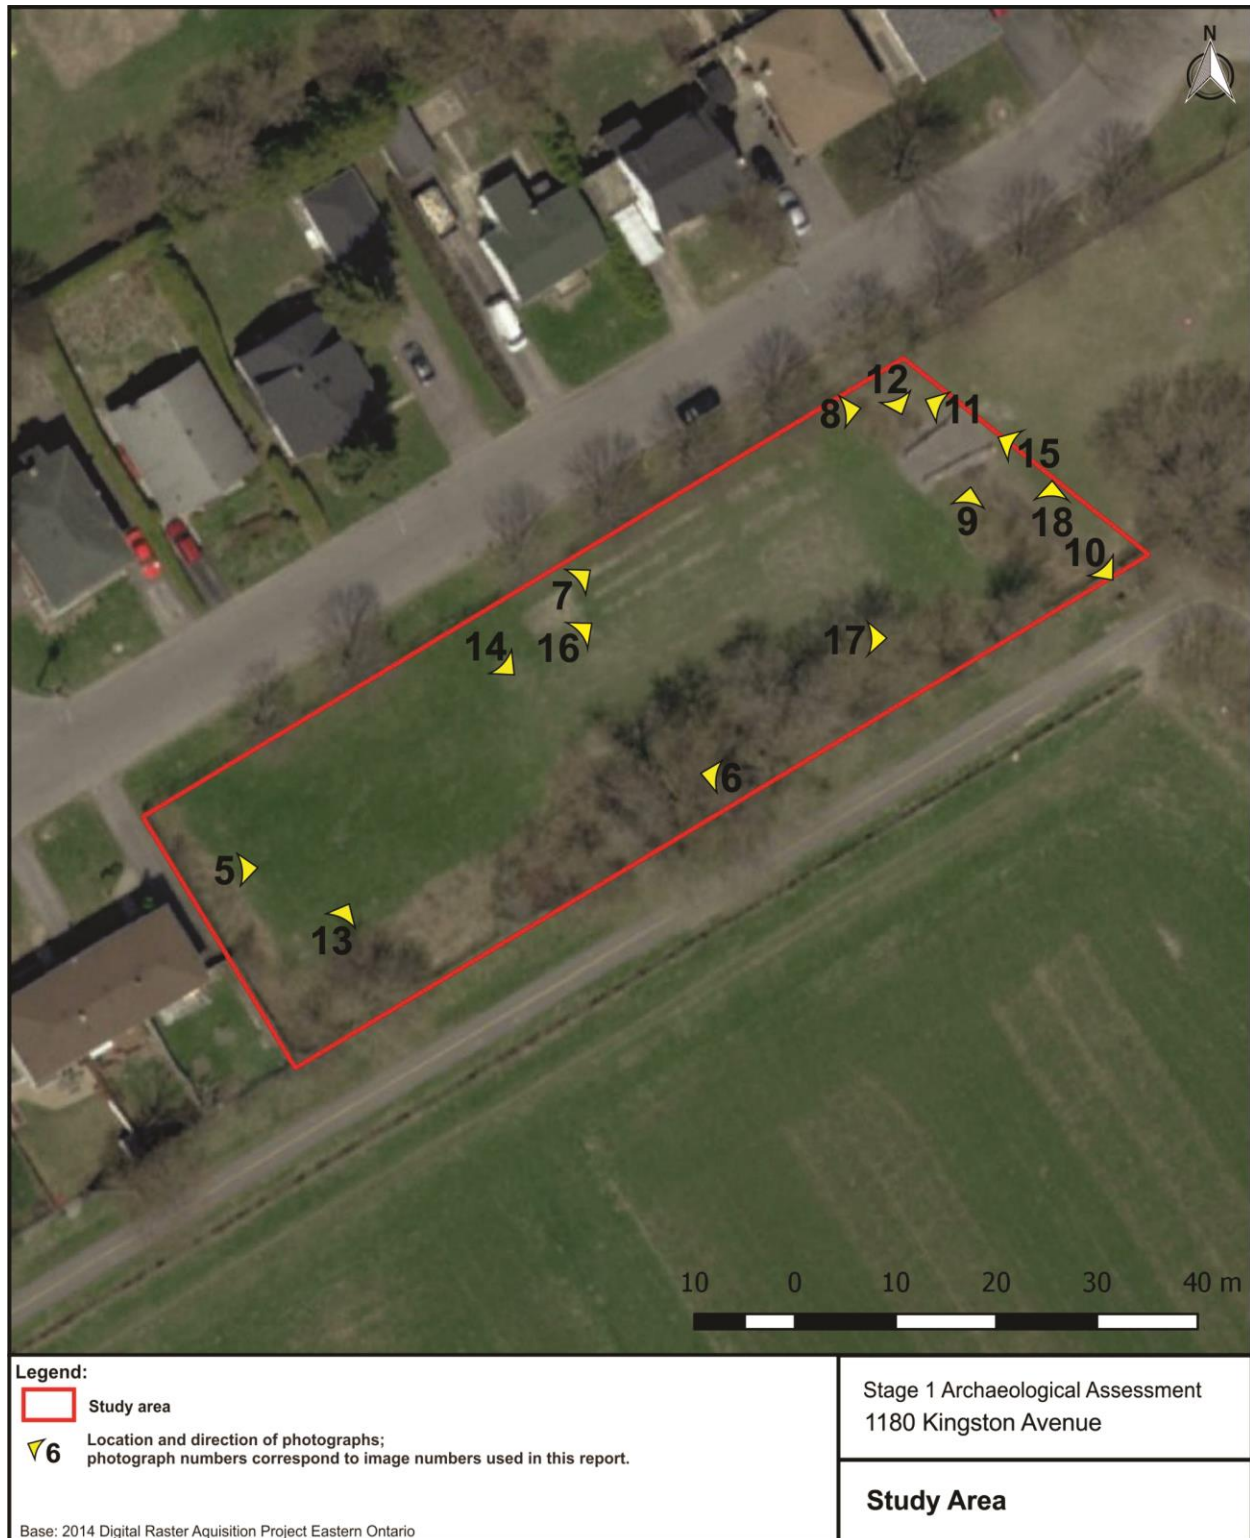 N
12
8
11
15
9
18
10
7
16
14
17
6
5
13
10 0 10 20 30 40 m
Legend:
Study area
6
Location and direction of photographs;
photograph numbers correspond to image numbers used in this report.
Base: 2014 Digital Raster Aquisition Project Eastern Ontario
Stage 1 Archaeological Assessment
1180 Kingston Avenue
Study Area